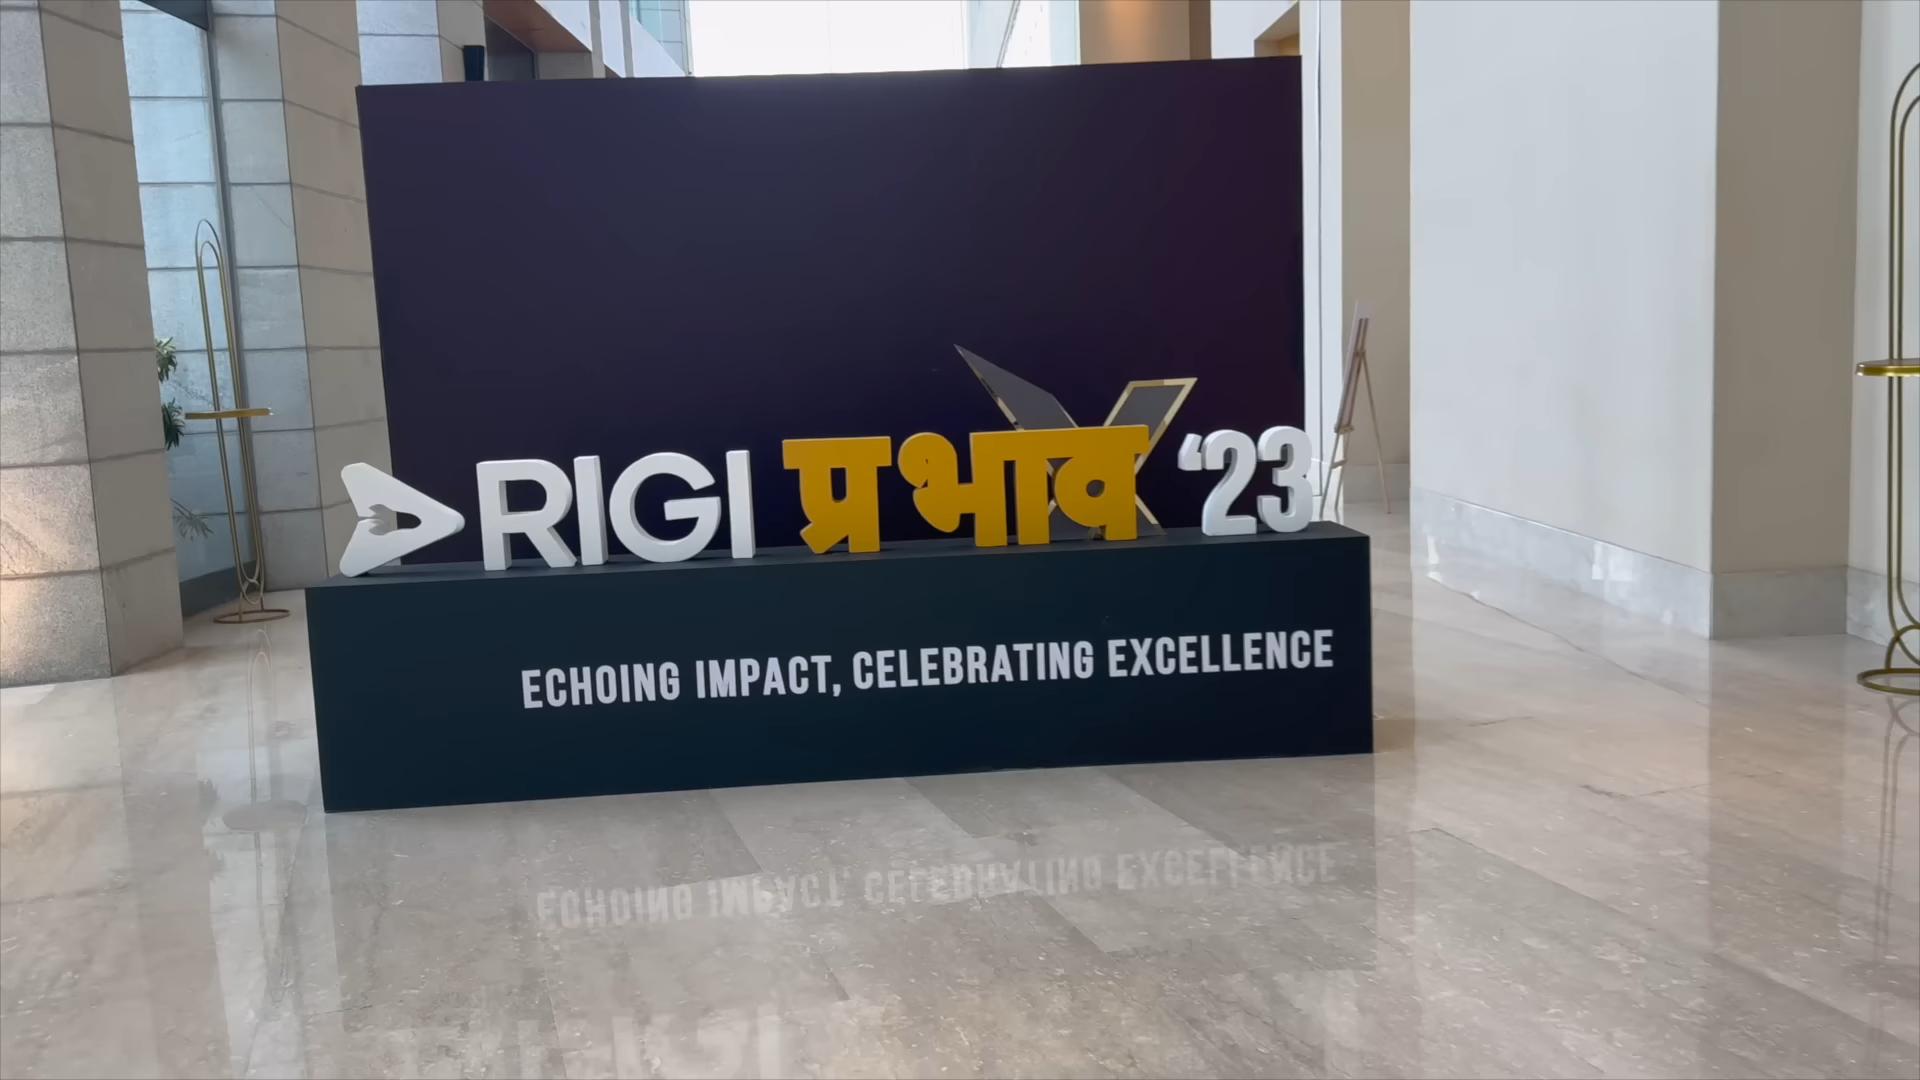 RIGI प्रभाव ‘23
ECHOING IMPACT, CELEBRATING EXCELLENCE